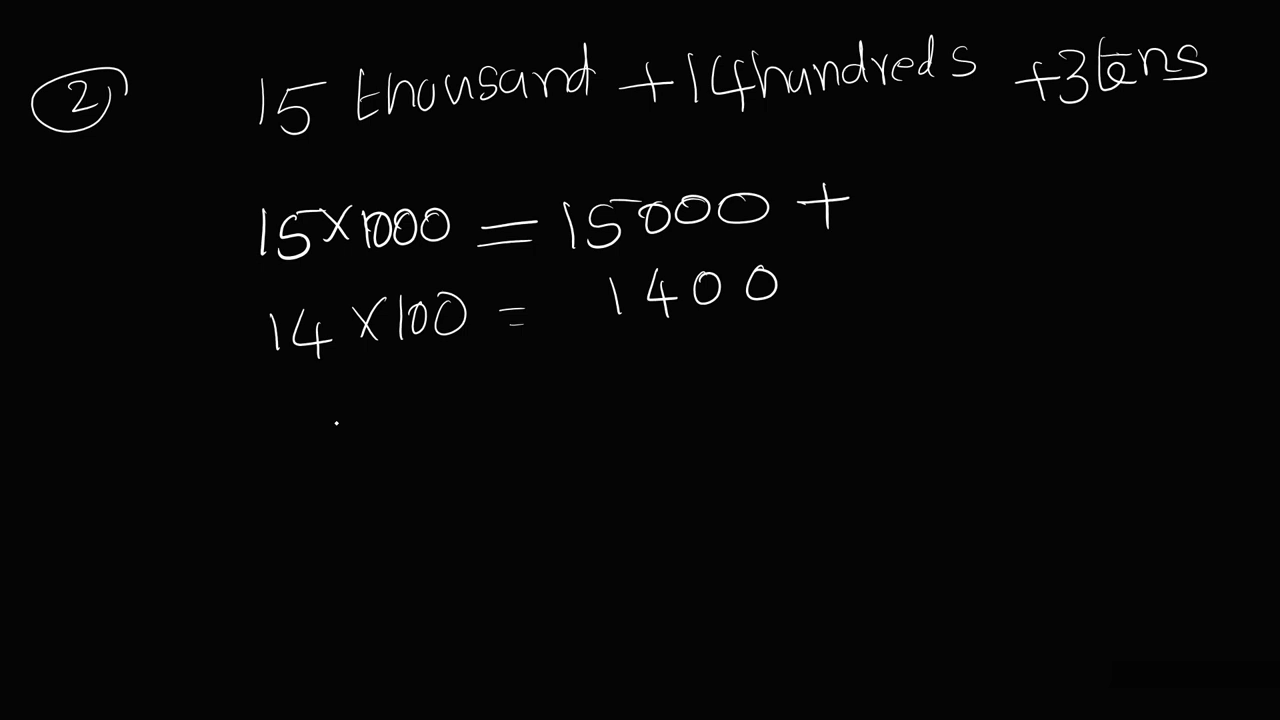 2) 15 thousand + 14 hundreds + 3 tens
15 × 1000 = 15000 +
14 × 100 = 1400